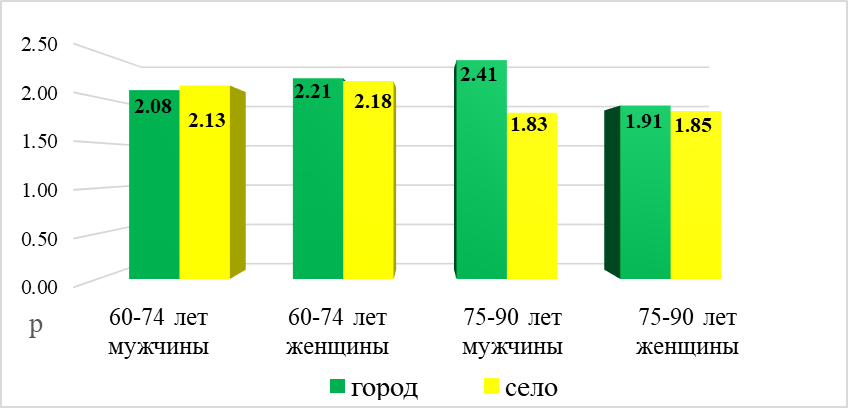 2.50
2.00
1.50
1.00
0.50
0.00
2.08
2.13
2.21
2.18
2.41
1.83
1.91
1.85
р
60-74 лет
мужчины
60-74 лет
женщины
75-90 лет
мужчины
75-90 лет
женщины
город
село